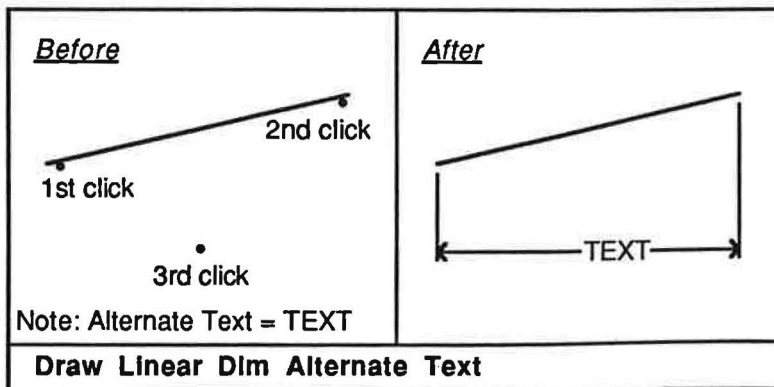 Before
2nd click
1st click
3rd click
Note: Alternate Text = TEXT
After
TEXT
Draw Linear Dim Alternate Text